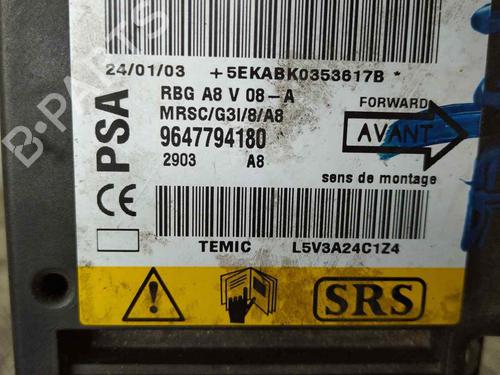 B-PARTS
24/01/03 +5EKABK0353617B*
RBG A8 V 08-A
MRSC/G3I/8/A8
9647794180
2903 A8
PSA
CE
FORWARD
AVANT
sens de montage
TEMIC L5V3A24C1Z4
!
SRS